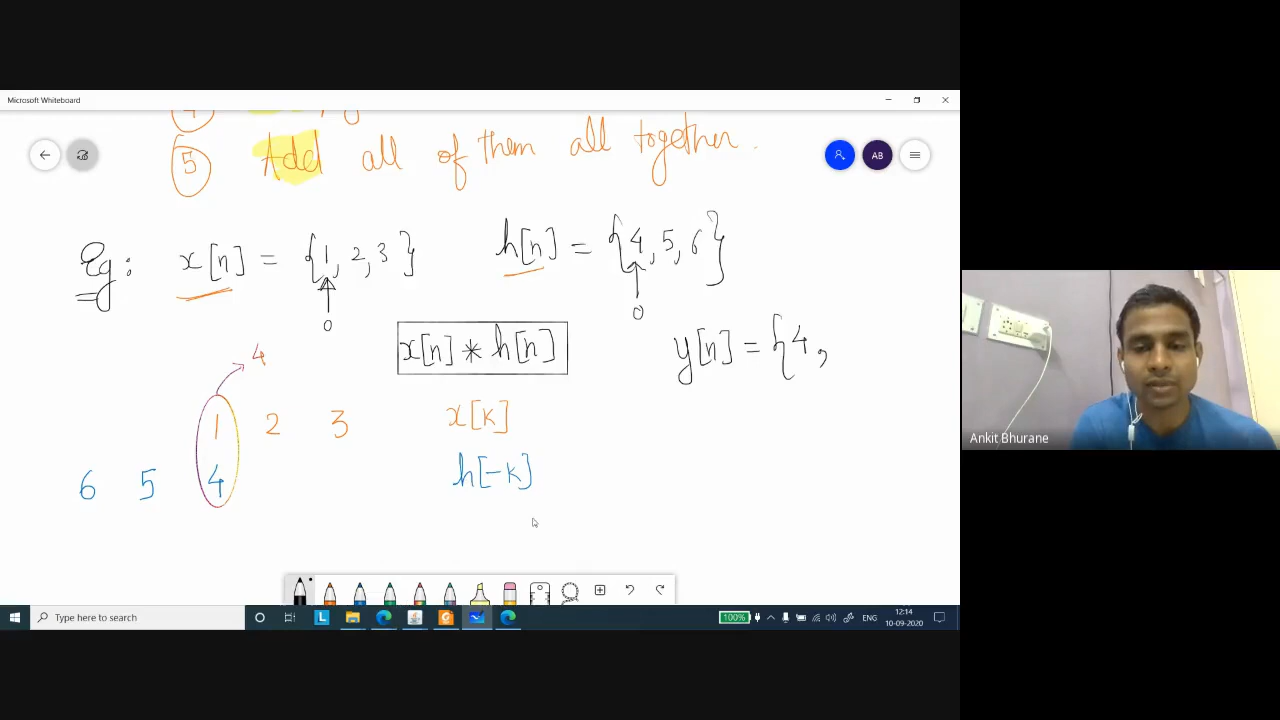 Microsoft Whiteboard
5 Add all of them all together.
AB
Eg: x[n] = {1, 2, 3} h[n] = {4, 5, 6}
0 0
x[n] * h[n] y[n] = {4,
4
1 2 3 x[k]
6 5 4 h[-k]
Ankit Bhurane
Type here to search
L
100%
ENG
12:14
10-09-2020